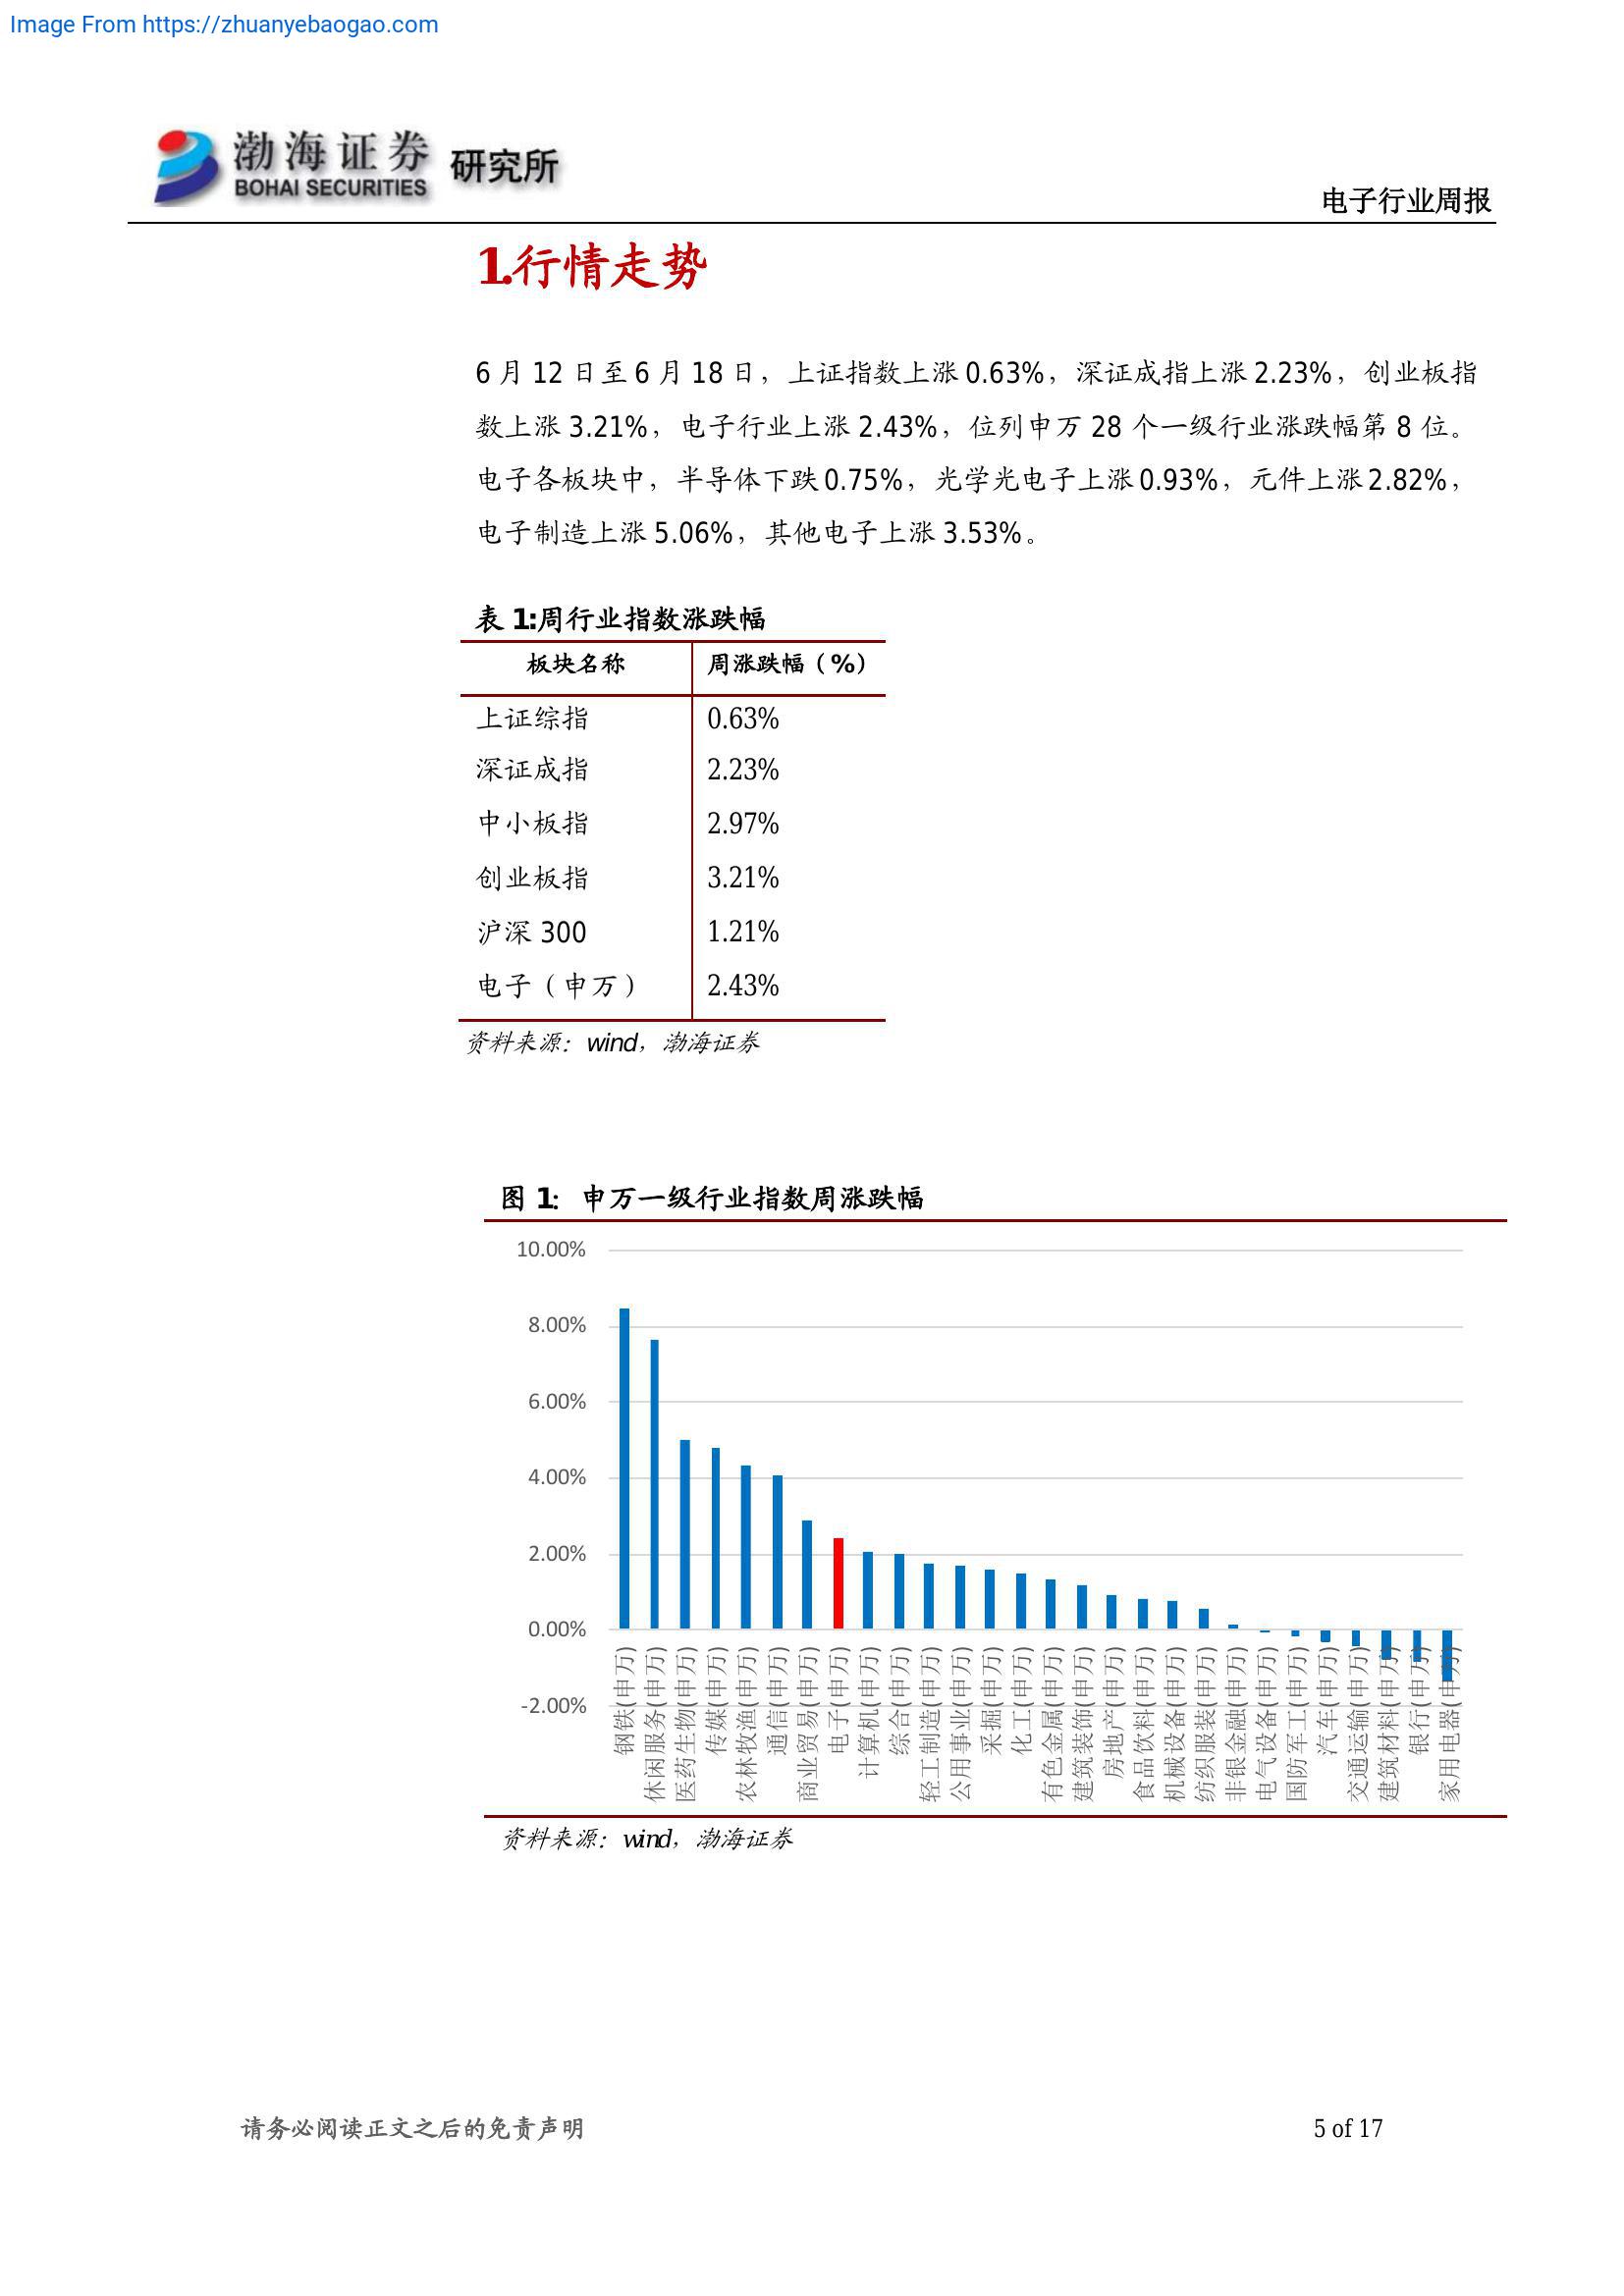 Image From https://zhuanyebaogao.com
渤海证券 研究所
BOHAI SECURITIES
电子行业周报
1.行情走势
6 月 12 日至 6 月 18 日，上证指数上涨 0.63%，深证成指上涨 2.23%，创业板指
数上涨 3.21%，电子行业上涨 2.43%，位列申万 28 个一级行业涨跌幅第 8 位。
电子各板块中，半导体下跌 0.75%，光学光电子上涨 0.93%，元件上涨 2.82%，
电子制造上涨 5.06%，其他电子上涨 3.53%。
表 1:周行业指数涨跌幅
板块名称 周涨跌幅（%）
上证综指 0.63%
深证成指 2.23%
中小板指 2.97%
创业板指 3.21%
沪深 300 1.21%
电子（申万） 2.43%
资料来源：wind，渤海证券
图 1: 申万一级行业指数周涨跌幅
10.00%
8.00%
6.00%
4.00%
2.00%
0.00%
-2.00%
钢铁(申万)
休闲服务(申万)
医药生物(申万)
传媒(申万)
农林牧渔(申万)
通信(申万)
商业贸易(申万)
电子(申万)
计算机(申万)
综合(申万)
轻工制造(申万)
公用事业(申万)
采掘(申万)
化工(申万)
有色金属(申万)
建筑装饰(申万)
房地产(申万)
食品饮料(申万)
机械设备(申万)
纺织服装(申万)
非银金融(申万)
电气设备(申万)
国防军工(申万)
汽车(申万)
交通运输(申万)
建筑材料(申万)
银行(申万)
家用电器(申万)
资料来源：wind，渤海证券
请务必阅读正文之后的免责声明
5 of 17